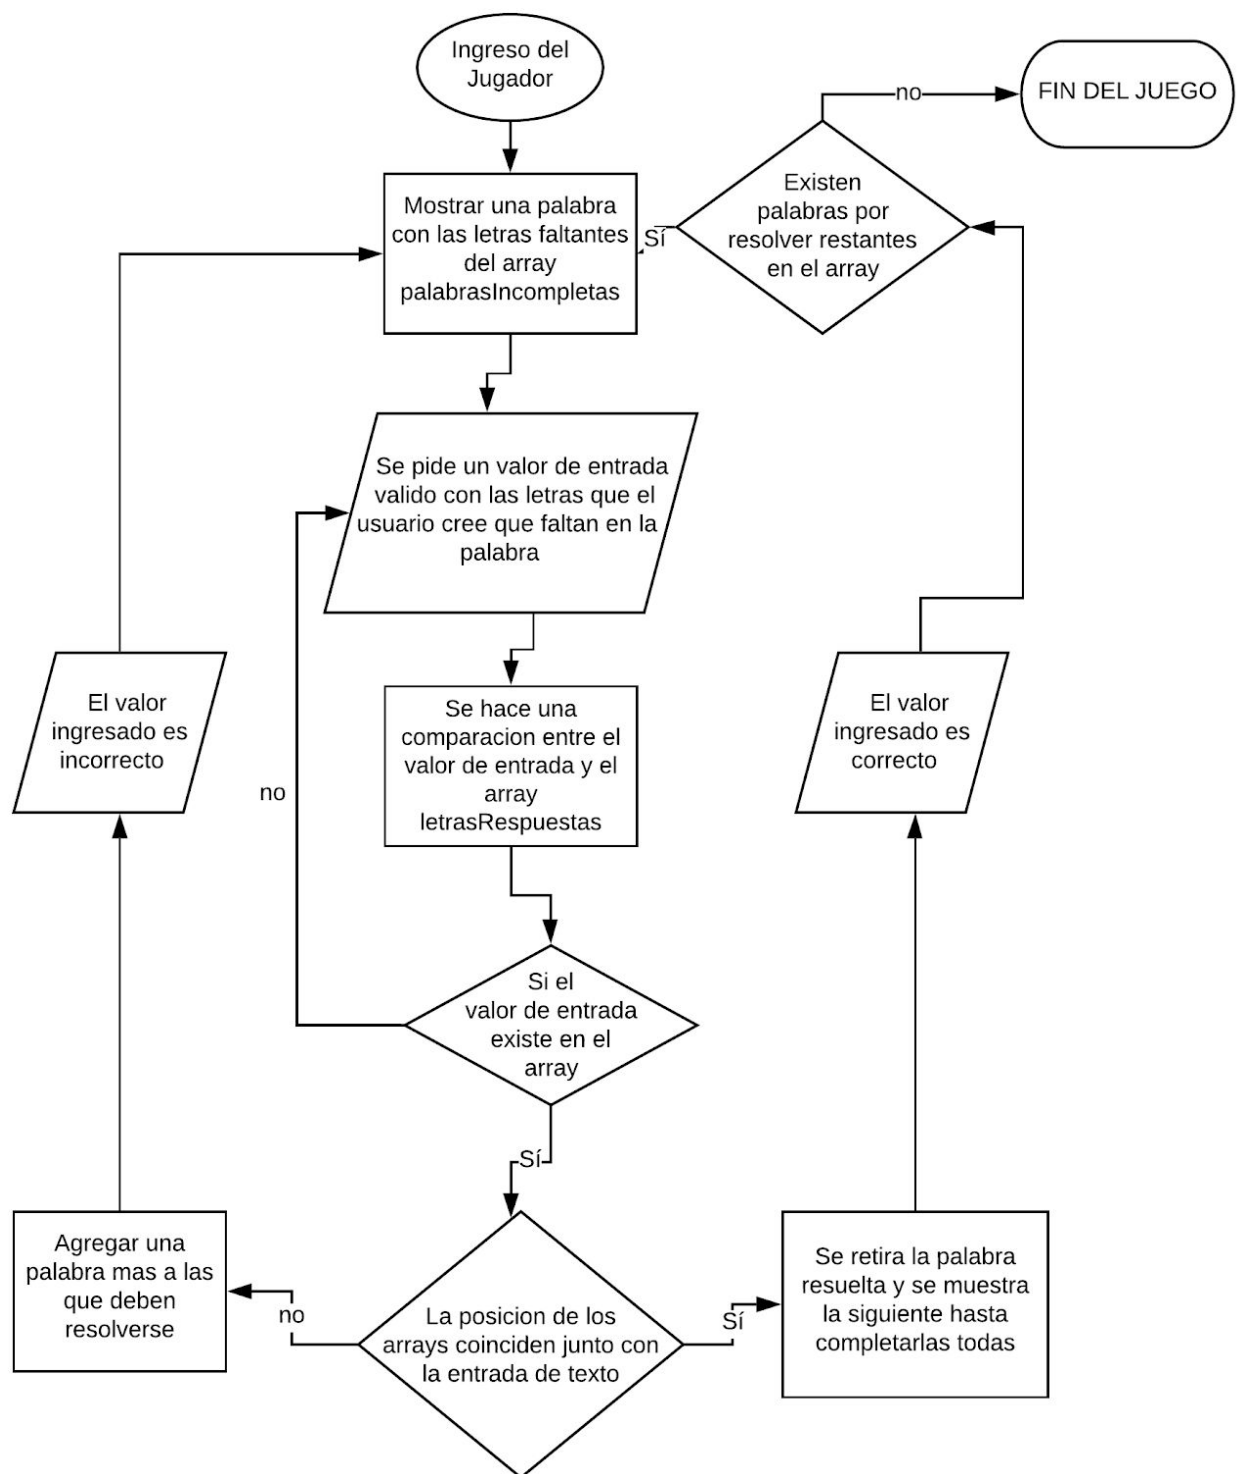 Ingreso del
Jugador
no
FIN DEL JUEGO
Existen
palabras por
resolver restantes
en el array
Sí
Mostrar una palabra
con las letras faltantes
del array
palabrasIncompletas
Se pide un valor de entrada
valido con las letras que el
usuario cree que faltan en la
palabra
El valor
ingresado es
incorrecto
Se hace una
comparacion entre el
valor de entrada y el
array
letrasRespuestas
El valor
ingresado es
correcto
no
Si el
valor de entrada
existe en el
array
Sí
Agregar una
palabra mas a las
que deben
resolverse
no
La posicion de los
arrays coinciden junto con
la entrada de texto
Sí
Se retira la palabra
resuelta y se muestra
la siguiente hasta
completarlas todas